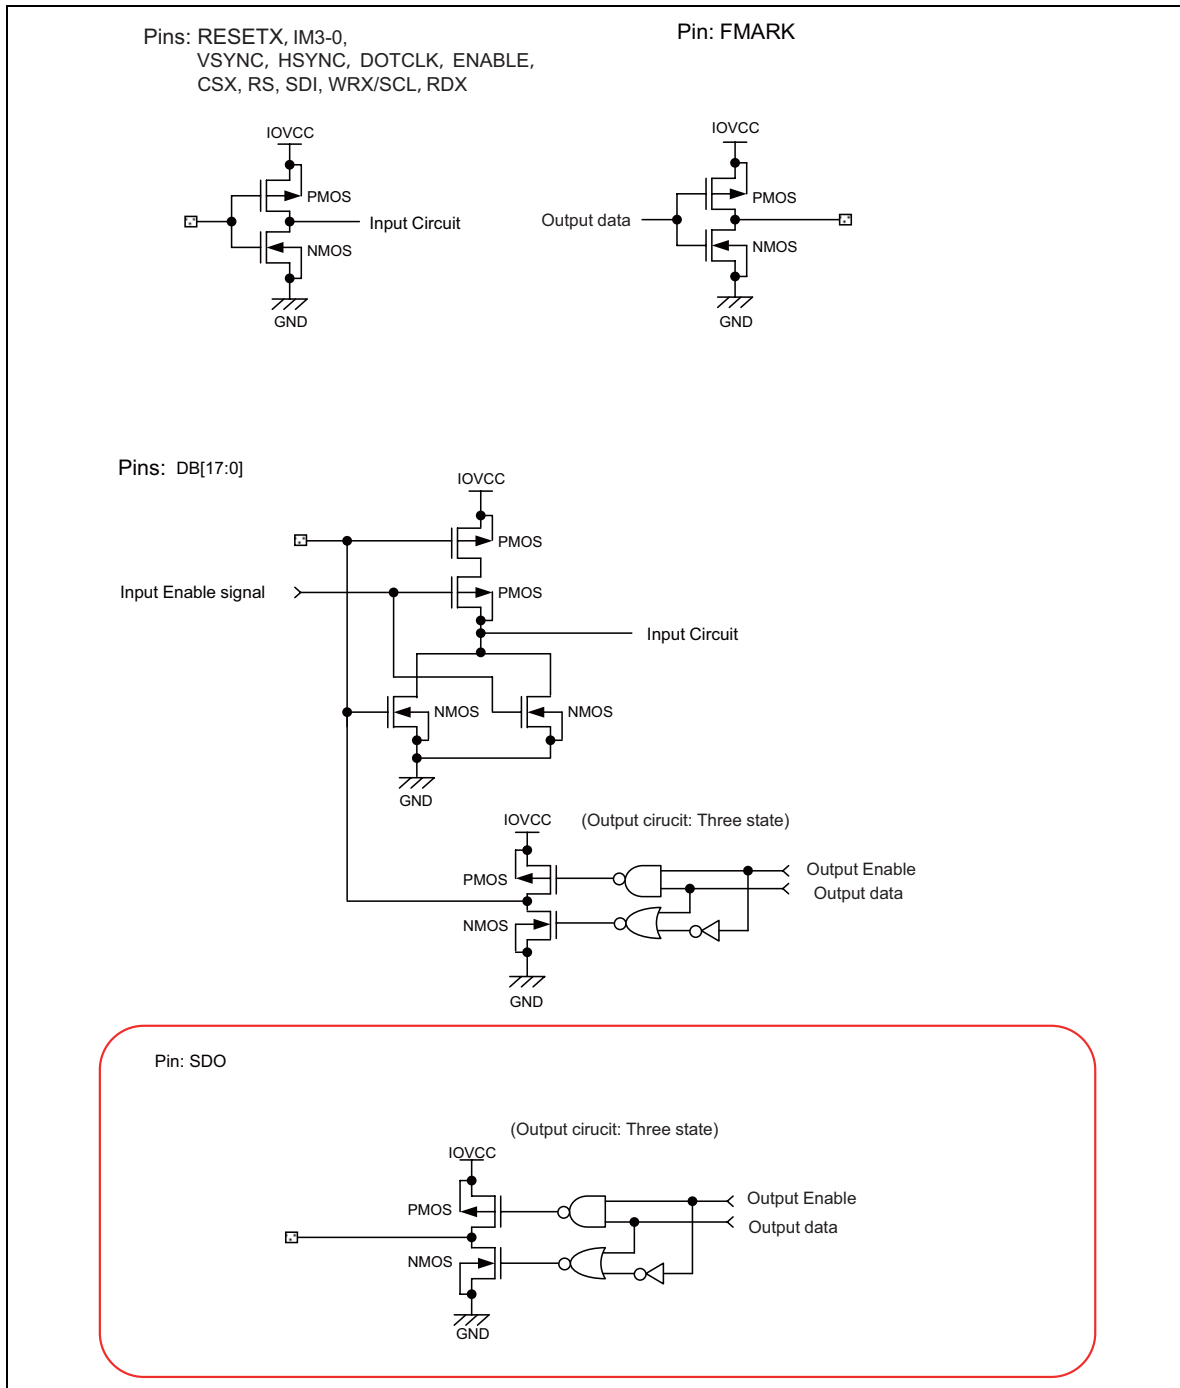 Pins: RESETX, IM3-0,
VSYNC, HSYNC, DOTCLK, ENABLE,
CSX, RS, SDI, WRX/SCL, RDX
Pin: FMARK
IOVCC
PMOS
Input Circuit
NMOS
GND
IOVCC
PMOS
Output data
NMOS
GND
Pins: DB[17:0]
IOVCC
PMOS
Input Enable signal
PMOS
Input Circuit
NMOS
NMOS
GND
IOVCC
(Output cirucit: Three state)
PMOS
Output Enable
Output data
NMOS
GND
Pin: SDO
(Output cirucit: Three state)
IOVCC
PMOS
Output Enable
Output data
NMOS
GND